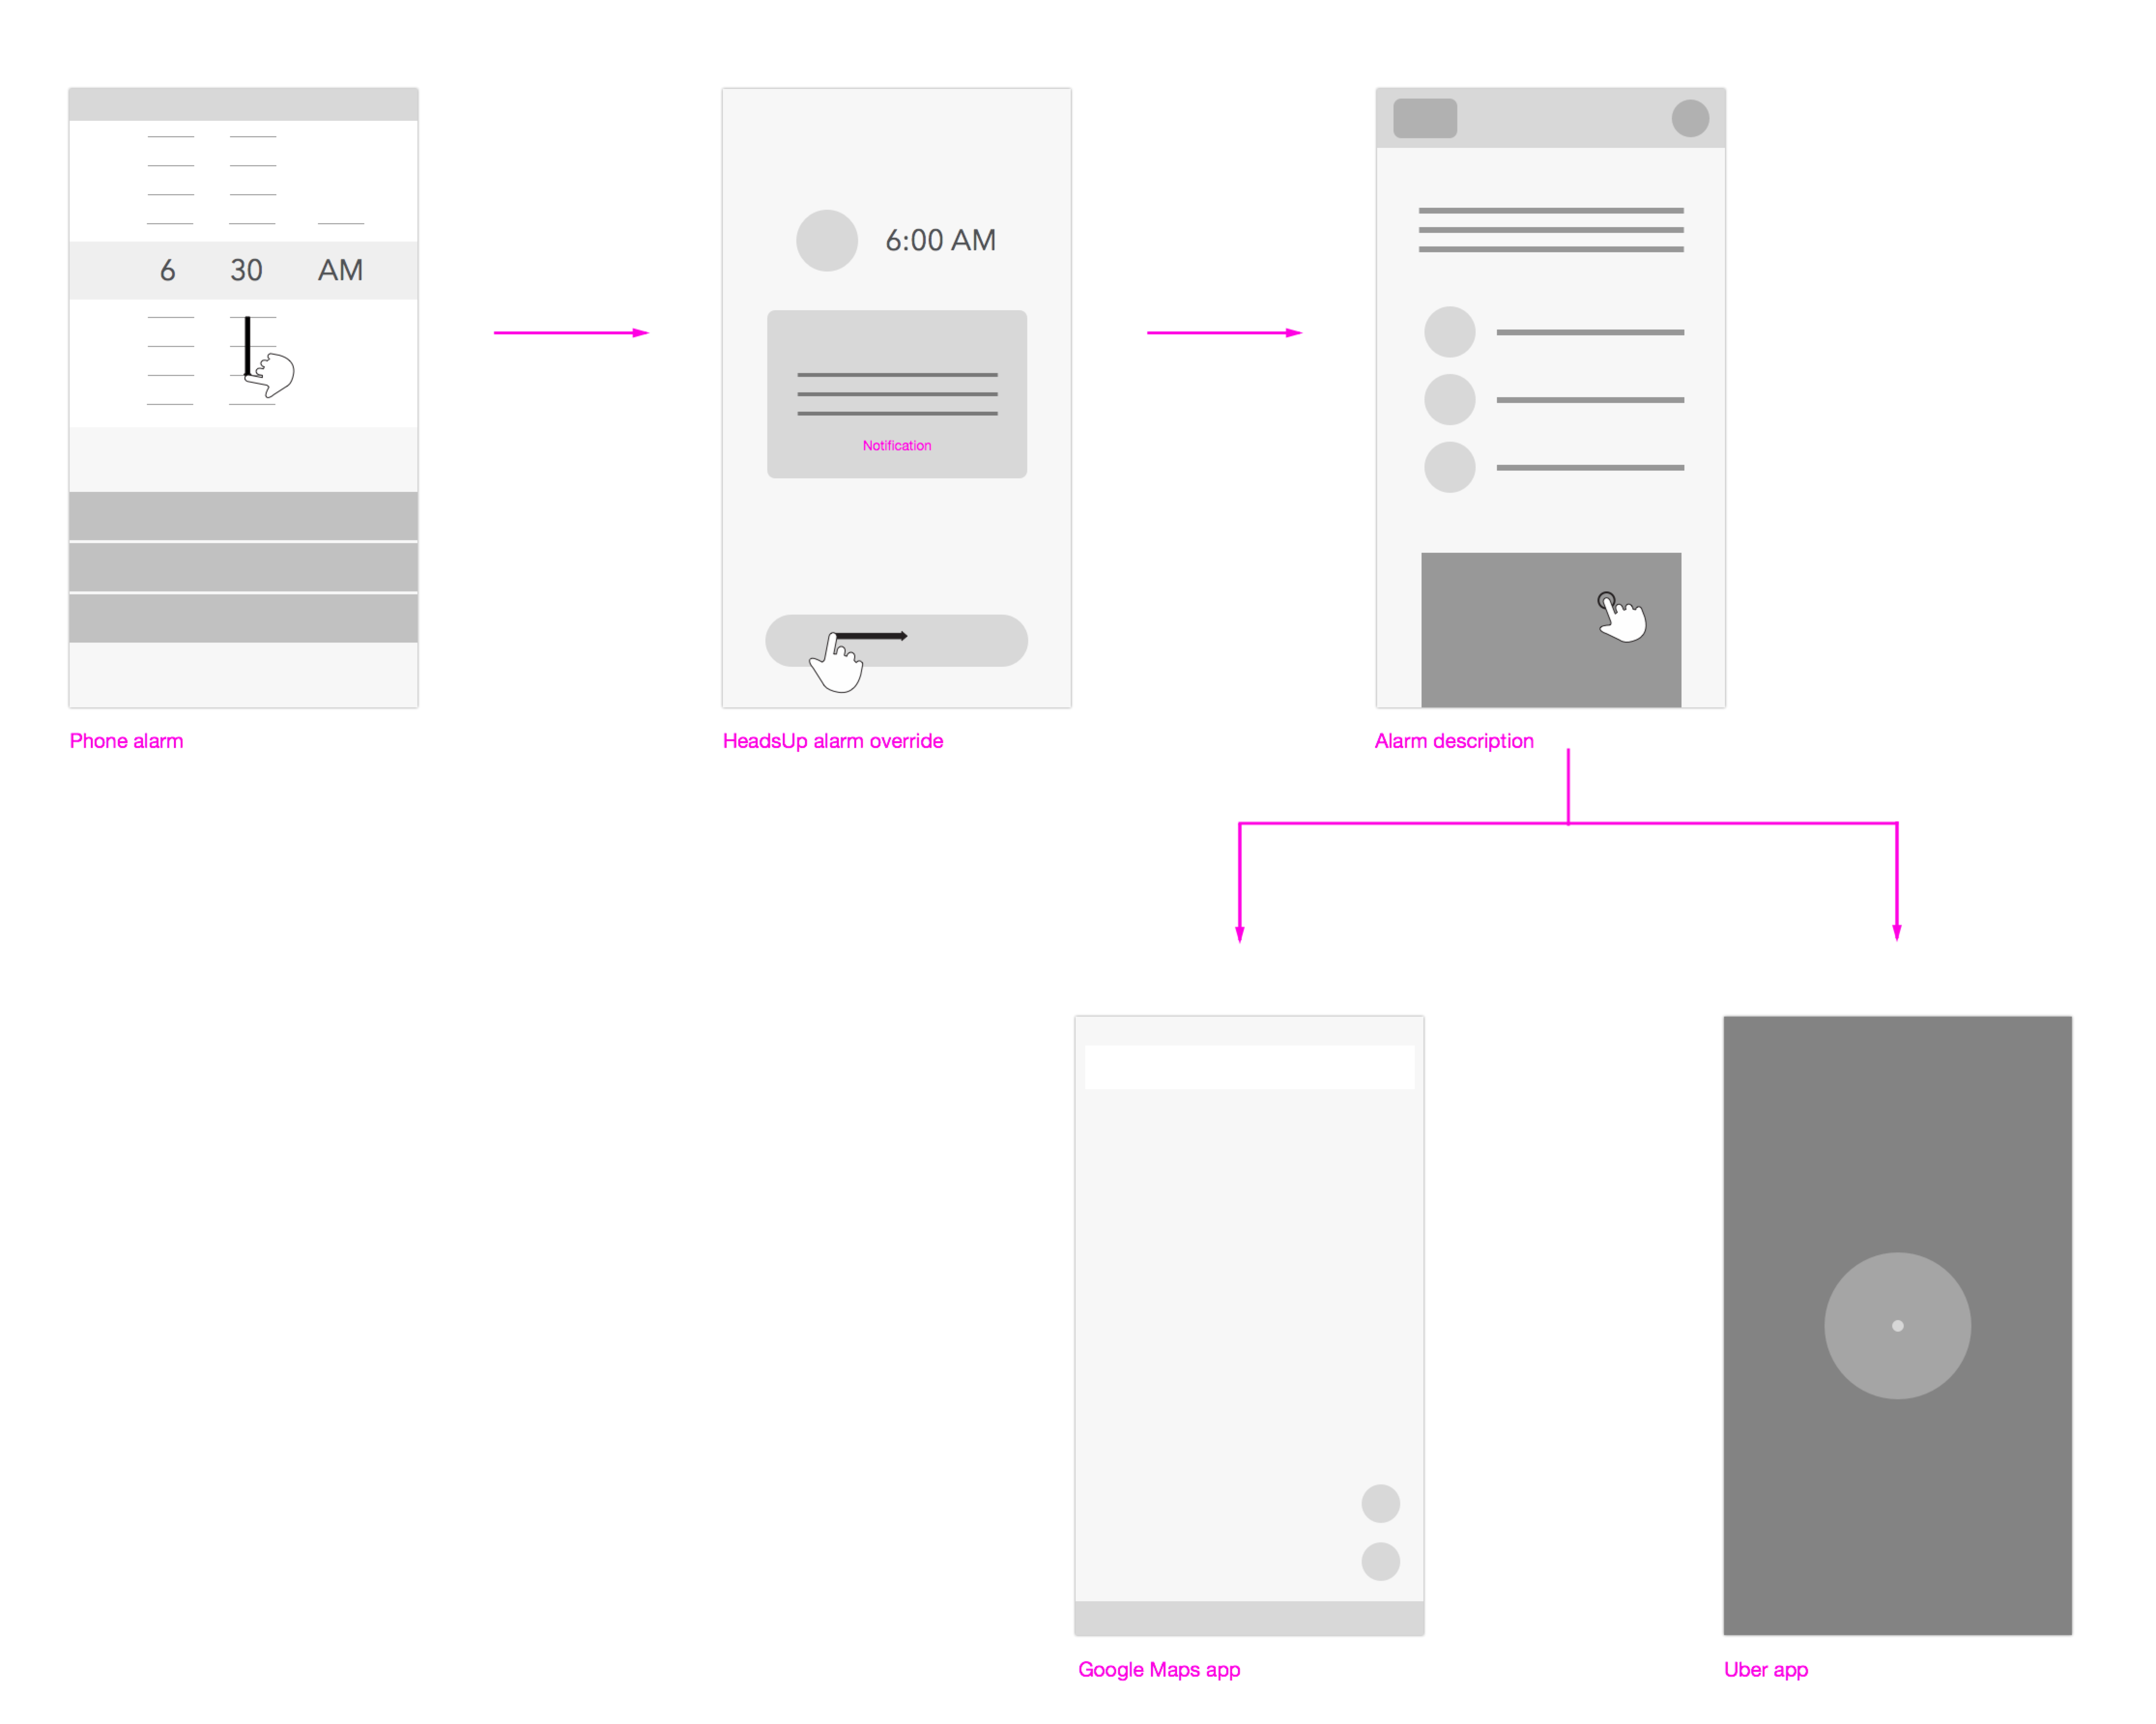 6 30 AM
Phone alarm
6:00 AM
Notification
HeadsUp alarm override
Alarm description
Google Maps app
Uber app